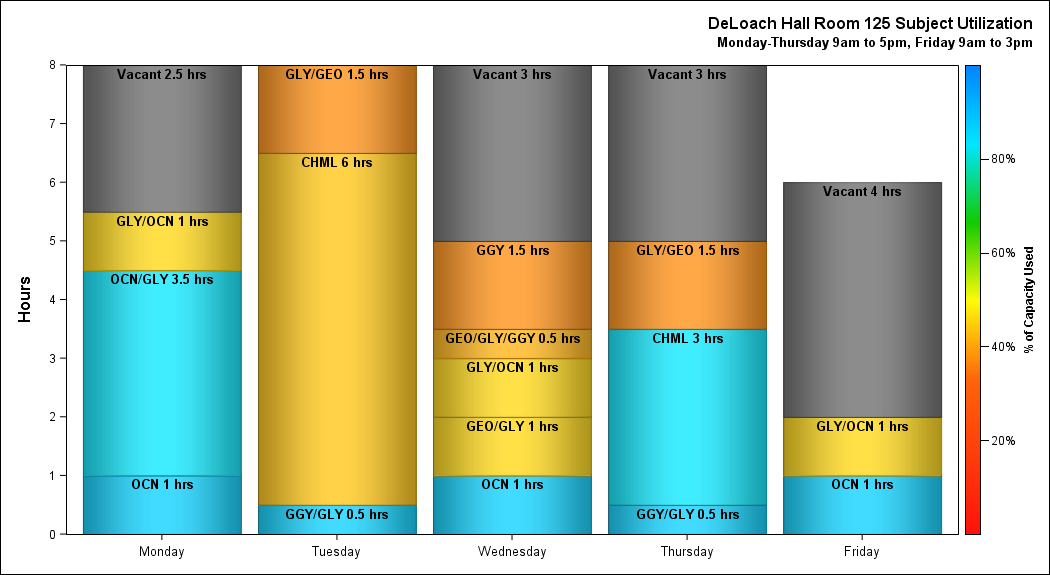 DeLoach Hall Room 125 Subject Utilization
Monday-Thursday 9am to 5pm, Friday 9am to 3pm
Hours
8
7
6
5
4
3
2
1
0
Vacant 2.5 hrs
GLY/OCN 1 hrs
OCN/GLY 3.5 hrs
OCN 1 hrs
GLY/GEO 1.5 hrs
CHML 6 hrs
GGY/GLY 0.5 hrs
Vacant 3 hrs
GGY 1.5 hrs
GEO/GLY/GGY 0.5 hrs
GLY/OCN 1 hrs
GEO/GLY 1 hrs
OCN 1 hrs
Vacant 3 hrs
GLY/GEO 1.5 hrs
CHML 3 hrs
GGY/GLY 0.5 hrs
Vacant 4 hrs
GLY/OCN 1 hrs
OCN 1 hrs
Monday Tuesday Wednesday Thursday Friday
80%
60%
40%
20%
% of Capacity Used